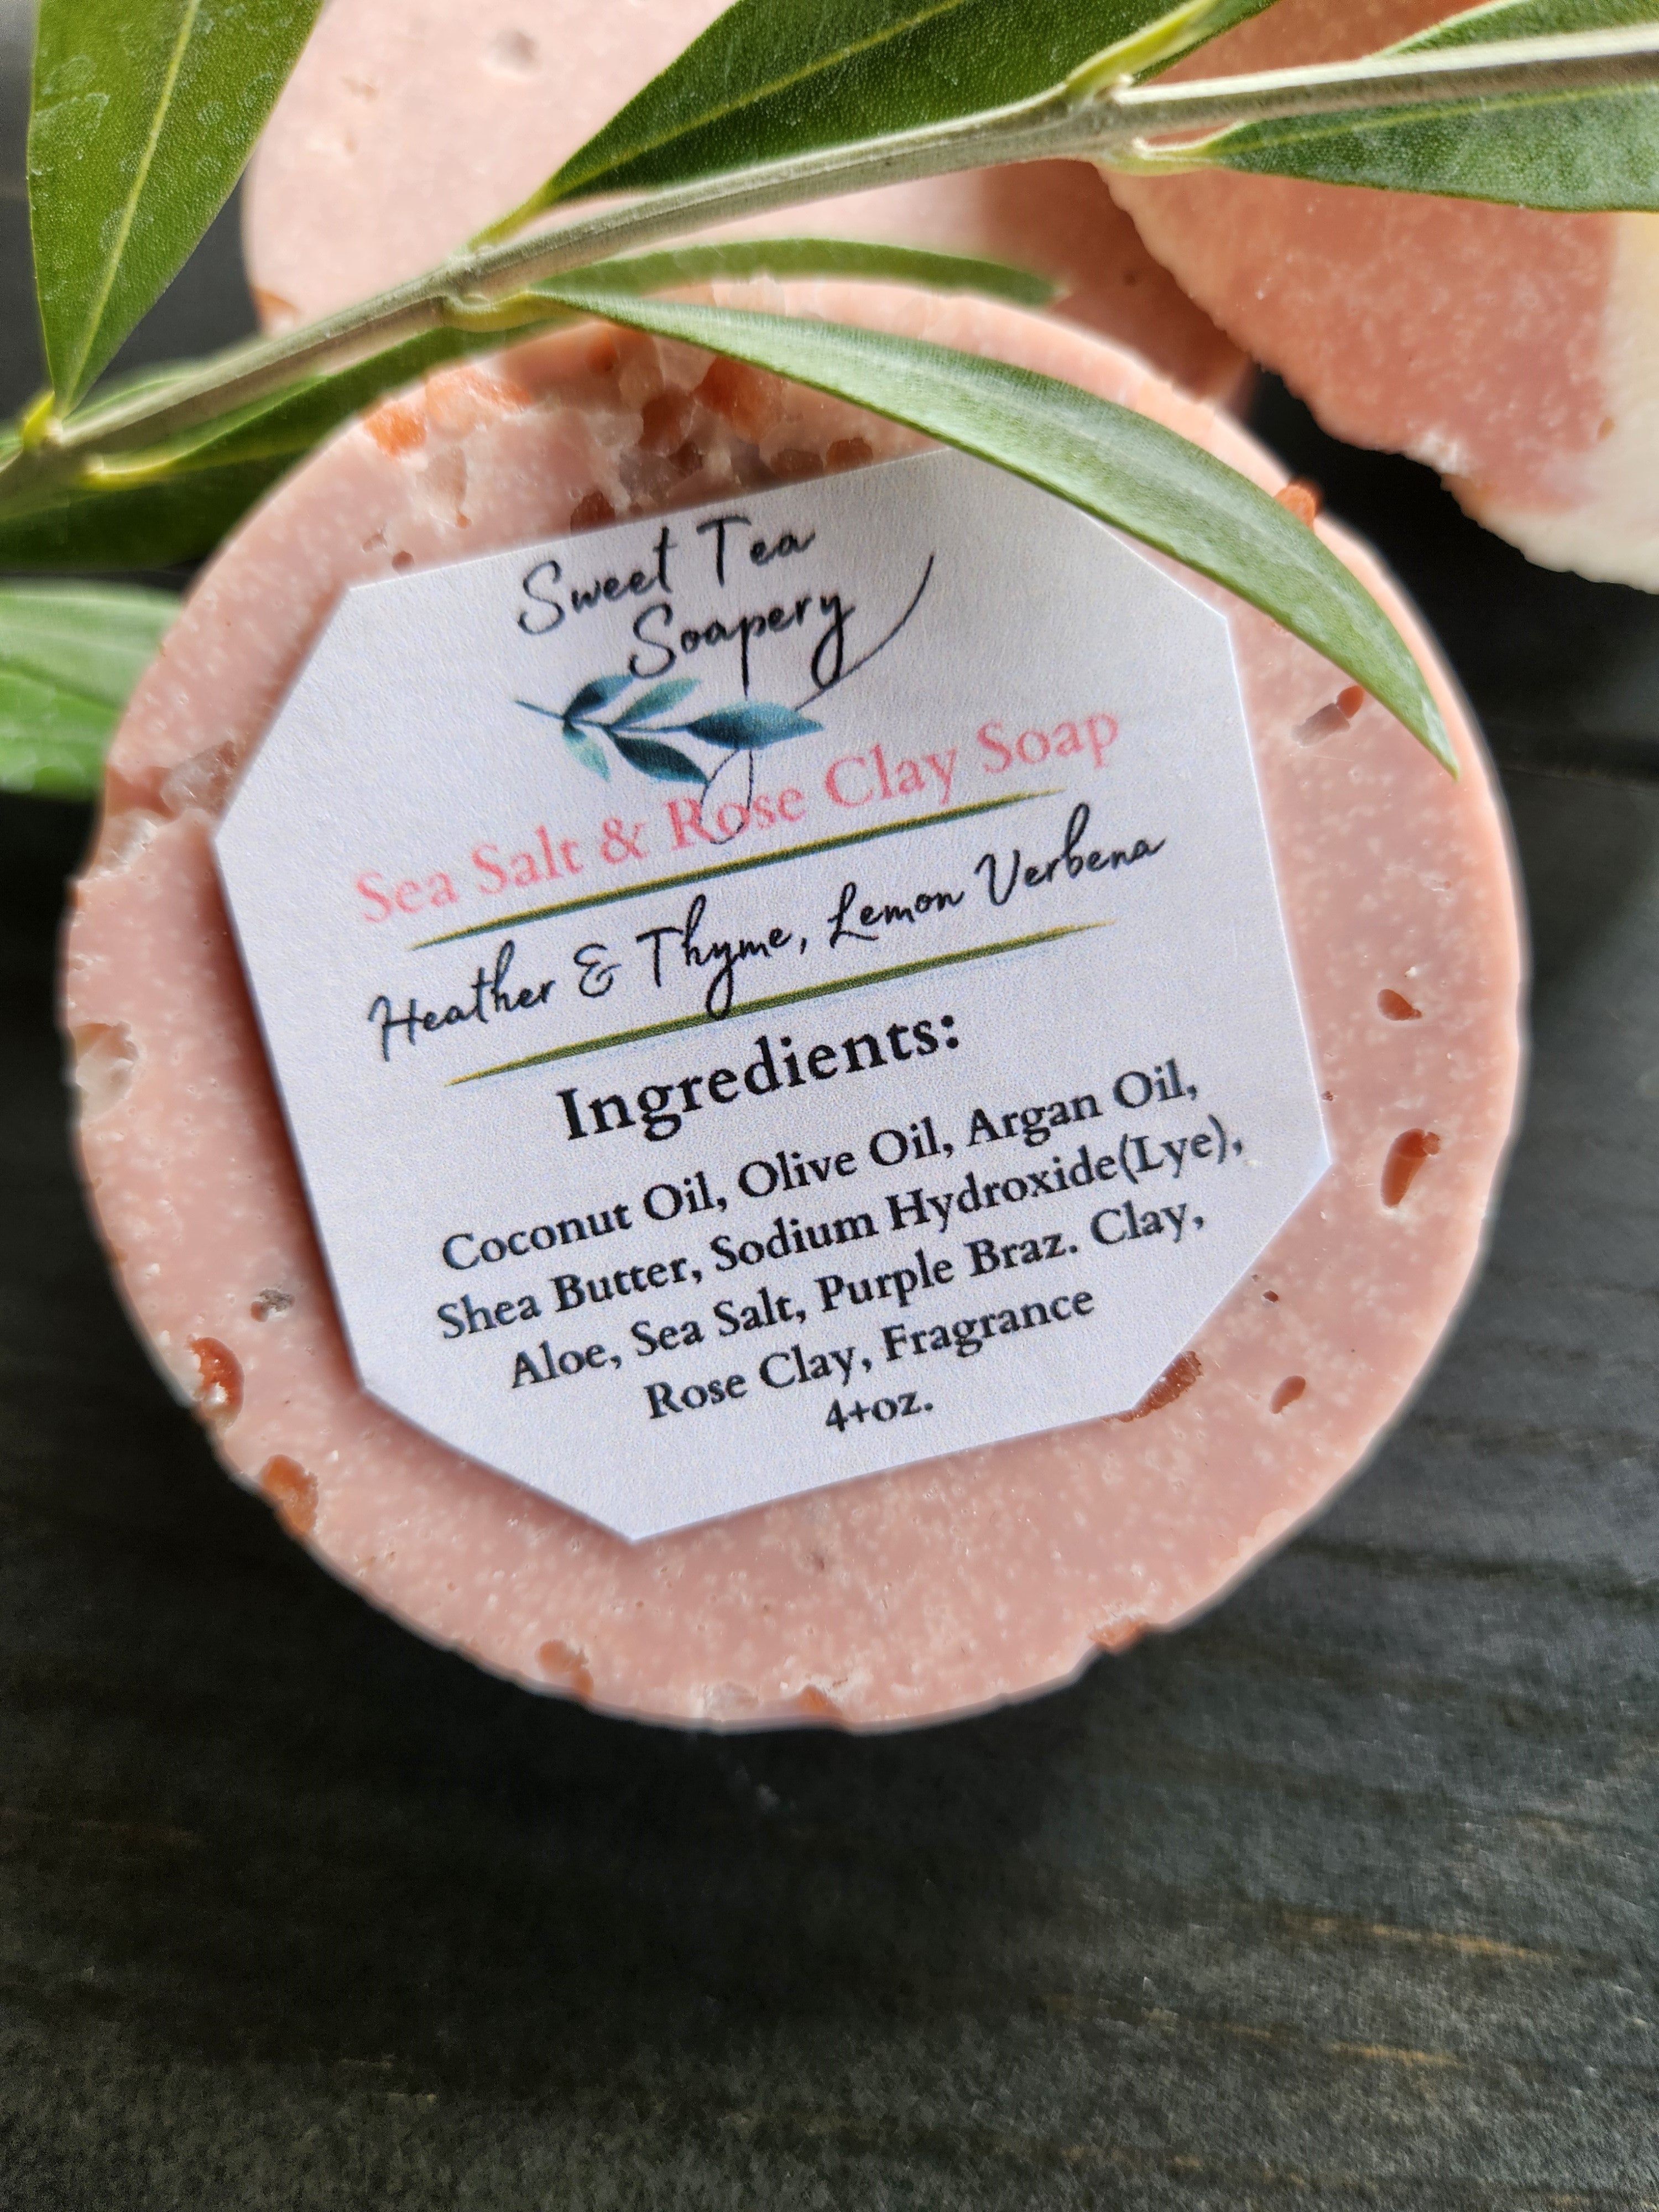 Sweet Tea
Soapery
Sea Salt & Rose Clay Soap
Heather & Thyme, Lemon Verbena
Ingredients:
Coconut Oil, Olive Oil, Argan Oil,
Shea Butter, Sodium Hydroxide(Lye),
Aloe, Sea Salt, Purple Braz. Clay,
Rose Clay, Fragrance
4+oz.